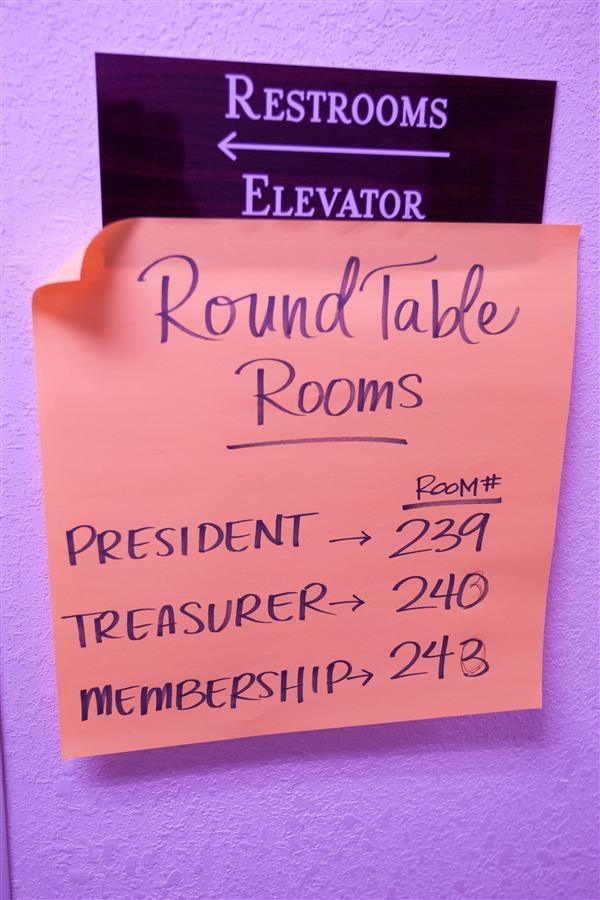 RESTROOMS
←
ELEVATOR
Round Table
Rooms
ROOM #
PRESIDENT → 239
TREASURER → 240
MEMBERSHIP → 243